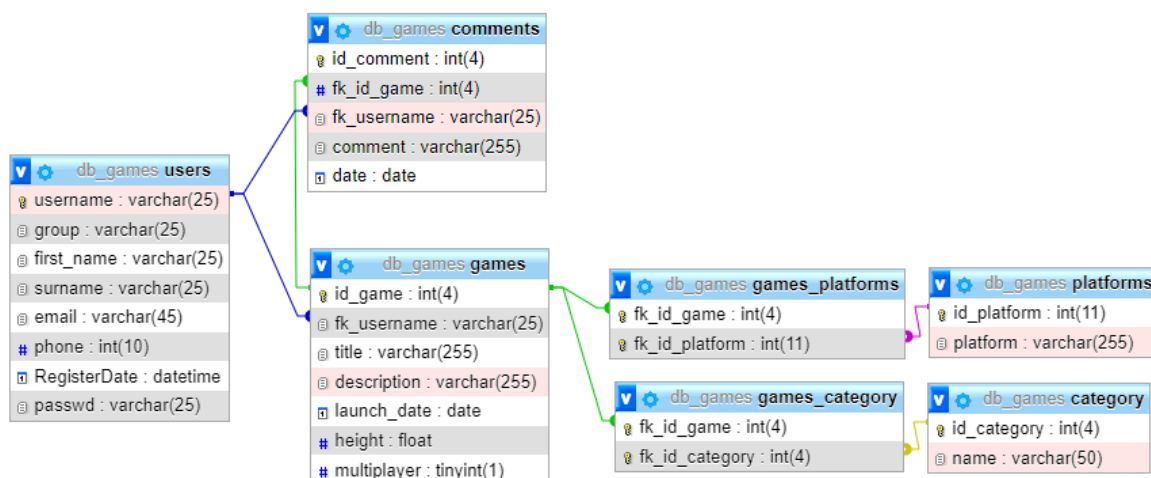 db_games comments
id_comment : int(4)
fk_id_game : int(4)
fk_username : varchar(25)
comment : varchar(255)
date : date
db_games users
username : varchar(25)
group : varchar(25)
first_name : varchar(25)
surname : varchar(25)
email : varchar(45)
phone : int(10)
RegisterDate : datetime
passwd : varchar(25)
db_games games
id_game : int(4)
fk_username : varchar(25)
title : varchar(255)
description : varchar(255)
launch_date : date
height : float
multiplayer : tinyint(1)
db_games games_platforms
fk_id_game : int(4)
fk_id_platform : int(11)
db_games platforms
id_platform : int(11)
platform : varchar(255)
db_games games_category
fk_id_game : int(4)
fk_id_category : int(4)
db_games category
id_category : int(4)
name : varchar(50)